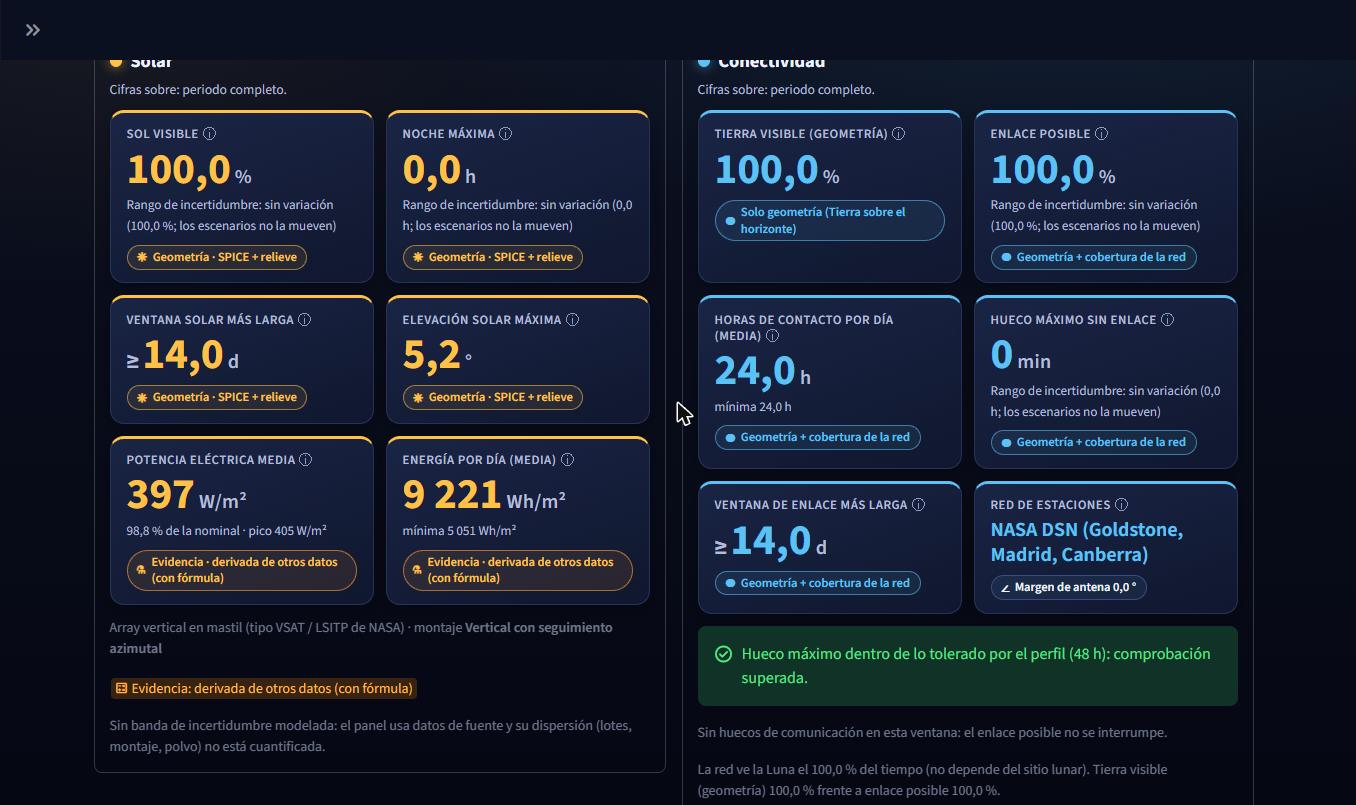 Solar
Cifras sobre: periodo completo.
SOL VISIBLE ⓘ
100,0 %
Rango de incertidumbre: sin variación
(100,0 %; los escenarios no la mueven)
Geometría · SPICE + relieve
NOCHE MÁXIMA ⓘ
0,0 h
Rango de incertidumbre: sin variación (0,0
h; los escenarios no la mueven)
Geometría · SPICE + relieve
VENTANA SOLAR MÁS LARGA ⓘ
≥ 14,0 d
Geometría · SPICE + relieve
ELEVACIÓN SOLAR MÁXIMA ⓘ
5,2 °
Geometría · SPICE + relieve
POTENCIA ELÉCTRICA MEDIA ⓘ
397 W/m²
98,8 % de la nominal · pico 405 W/m²
Evidencia · derivada de otros datos
(con fórmula)
ENERGÍA POR DÍA (MEDIA) ⓘ
9 221 Wh/m²
mínima 5 051 Wh/m²
Evidencia · derivada de otros datos
(con fórmula)
Array vertical en mastil (tipo VSAT / LSITP de NASA) · montaje Vertical con seguimiento
azimutal
Evidencia: derivada de otros datos (con fórmula)
Sin banda de incertidumbre modelada: el panel usa datos de fuente y su dispersión (lotes,
montaje, polvo) no está cuantificada.
Conectividad
Cifras sobre: periodo completo.
TIERRA VISIBLE (GEOMETRÍA) ⓘ
100,0 %
Solo geometría (Tierra sobre el
horizonte)
ENLACE POSIBLE ⓘ
100,0 %
Rango de incertidumbre: sin variación
(100,0 %; los escenarios no la mueven)
Geometría + cobertura de la red
HORAS DE CONTACTO POR DÍA
(MEDIA) ⓘ
24,0 h
mínima 24,0 h
Geometría + cobertura de la red
HUECO MÁXIMO SIN ENLACE ⓘ
0 min
Rango de incertidumbre: sin variación (0,0
h; los escenarios no la mueven)
Geometría + cobertura de la red
VENTANA DE ENLACE MÁS LARGA ⓘ
≥ 14,0 d
Geometría + cobertura de la red
RED DE ESTACIONES ⓘ
NASA DSN (Goldstone,
Madrid, Canberra)
∠ Margen de antena 0,0 °
Hueco máximo dentro de lo tolerado por el perfil (48 h): comprobación
superada.
Sin huecos de comunicación en esta ventana: el enlace posible no se interrumpe.
La red ve la Luna el 100,0 % del tiempo (no depende del sitio lunar). Tierra visible
(geometría) 100,0 % frente a enlace posible 100,0 %.